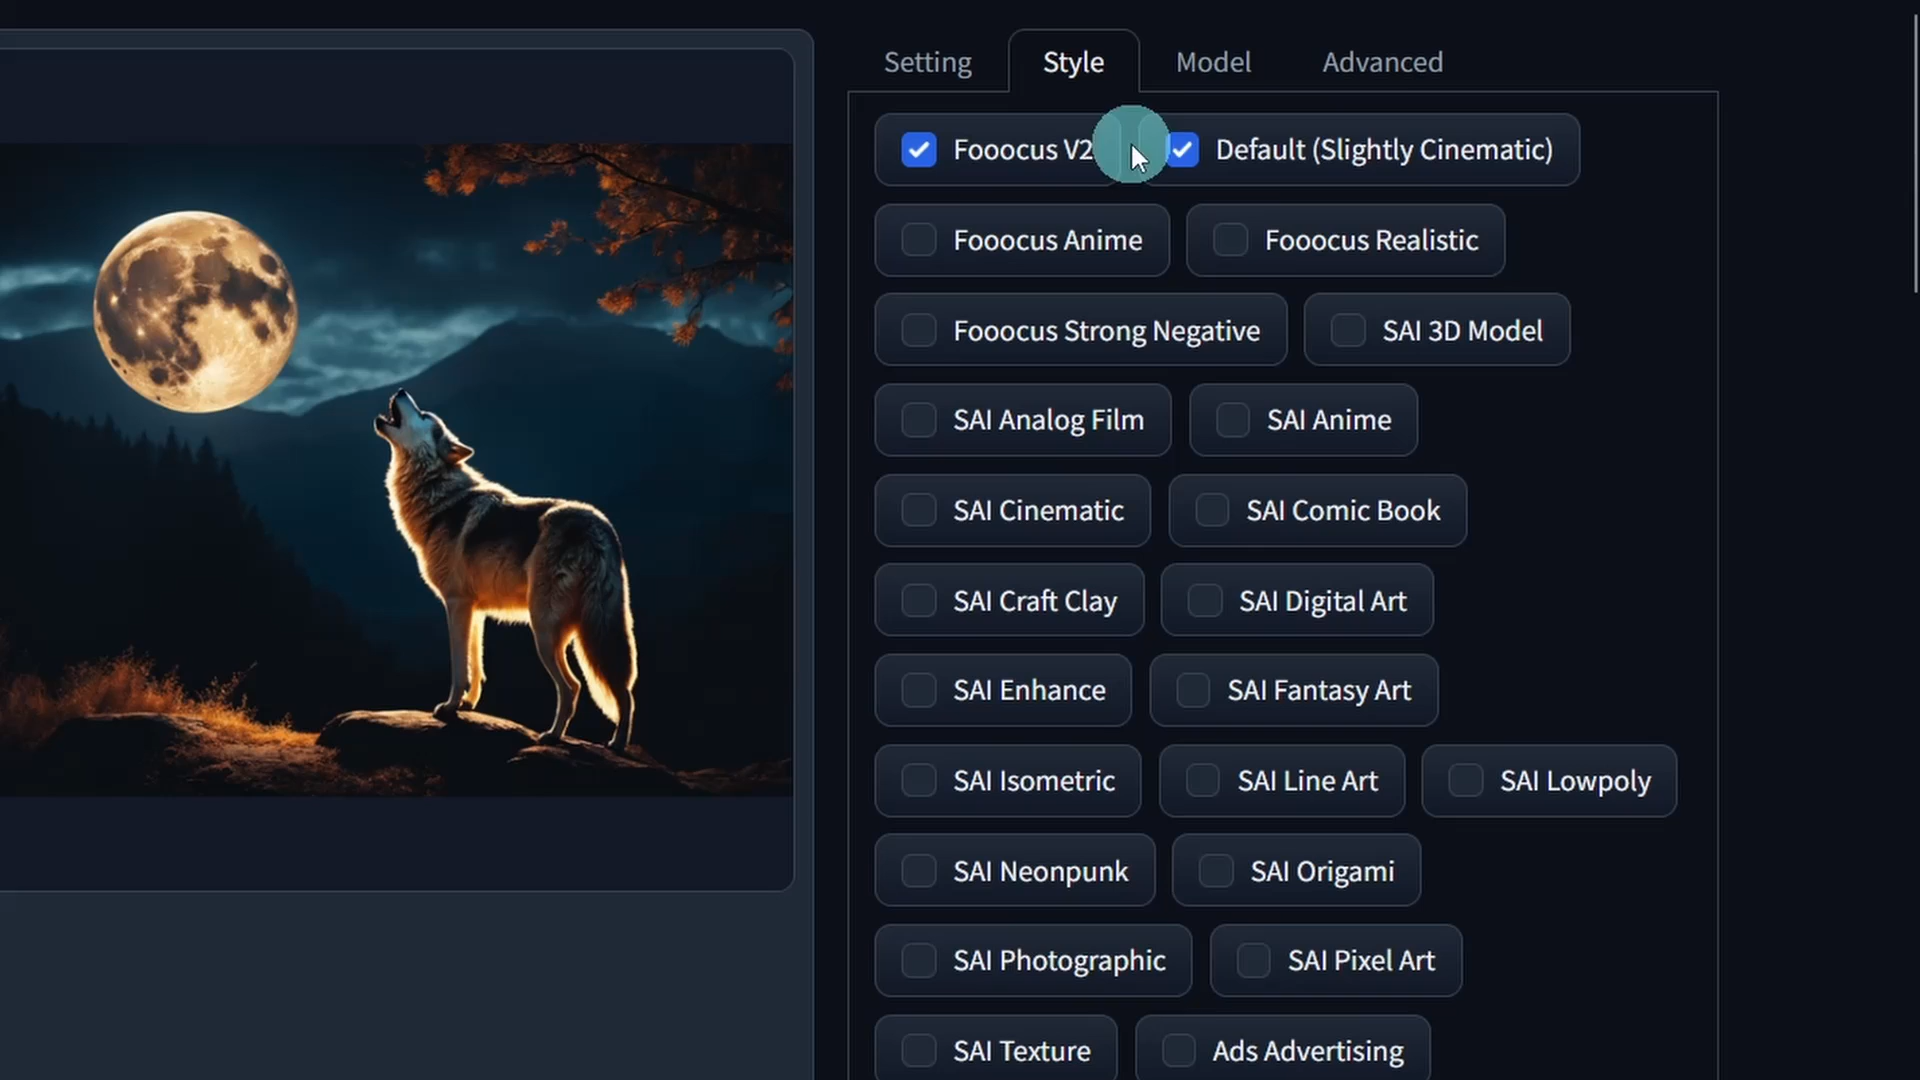 Setting Style Model Advanced
Fooocus V2 Default (Slightly Cinematic)
Fooocus Anime Fooocus Realistic
Fooocus Strong Negative SAI 3D Model
SAI Analog Film SAI Anime
SAI Cinematic SAI Comic Book
SAI Craft Clay SAI Digital Art
SAI Enhance SAI Fantasy Art
SAI Isometric SAI Line Art SAI Lowpoly
SAI Neonpunk SAI Origami
SAI Photographic SAI Pixel Art
SAI Texture Ads Advertising